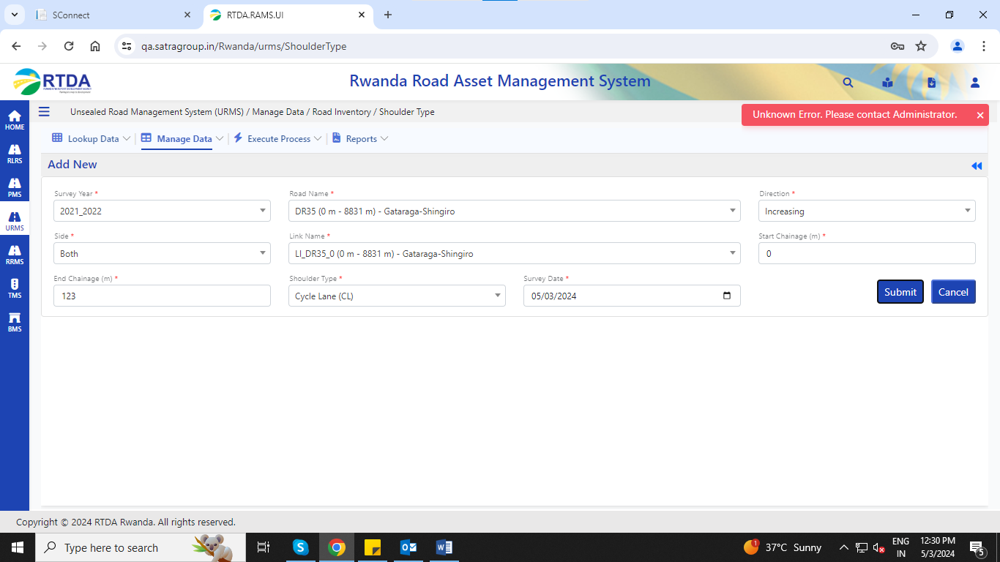 SConnect
RTDA.RAMS.UI
qa.satragroup.in/Rwanda/urms/ShoulderType
RTDA
Rwanda Road Asset Management System
HOME
RLRS
PMS
URMS
RRMS
TMS
BMS
Unsealed Road Management System (URMS) / Manage Data / Road Inventory / Shoulder Type
Unknown Error. Please contact Administrator. ×
Lookup Data | Manage Data | Execute Process | Reports
Add New
Survey Year * Road Name * Direction *
2021_2022 DR35 (0 m - 8831 m) - Gataraga-Shingiro Increasing
Side * Link Name * Start Chainage (m) *
Both LI_DR35_0 (0 m - 8831 m) - Gataraga-Shingiro 0
End Chainage (m) * Shoulder Type * Survey Date *
123 Cycle Lane (CL) 05/03/2024 Submit Cancel
Copyright © 2024 RTDA Rwanda. All rights reserved.
Type here to search
1 37°C Sunny
ENG
IN
12:30 PM
5/3/2024
5